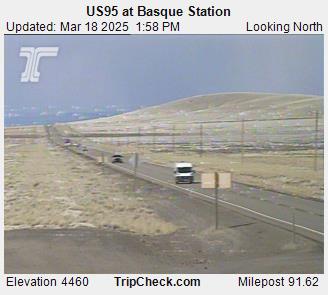 US95 at Basque Station
Updated: Mar 18 2025 1:58 PM Looking North
Elevation 4460 TripCheck.com Milepost 91.62